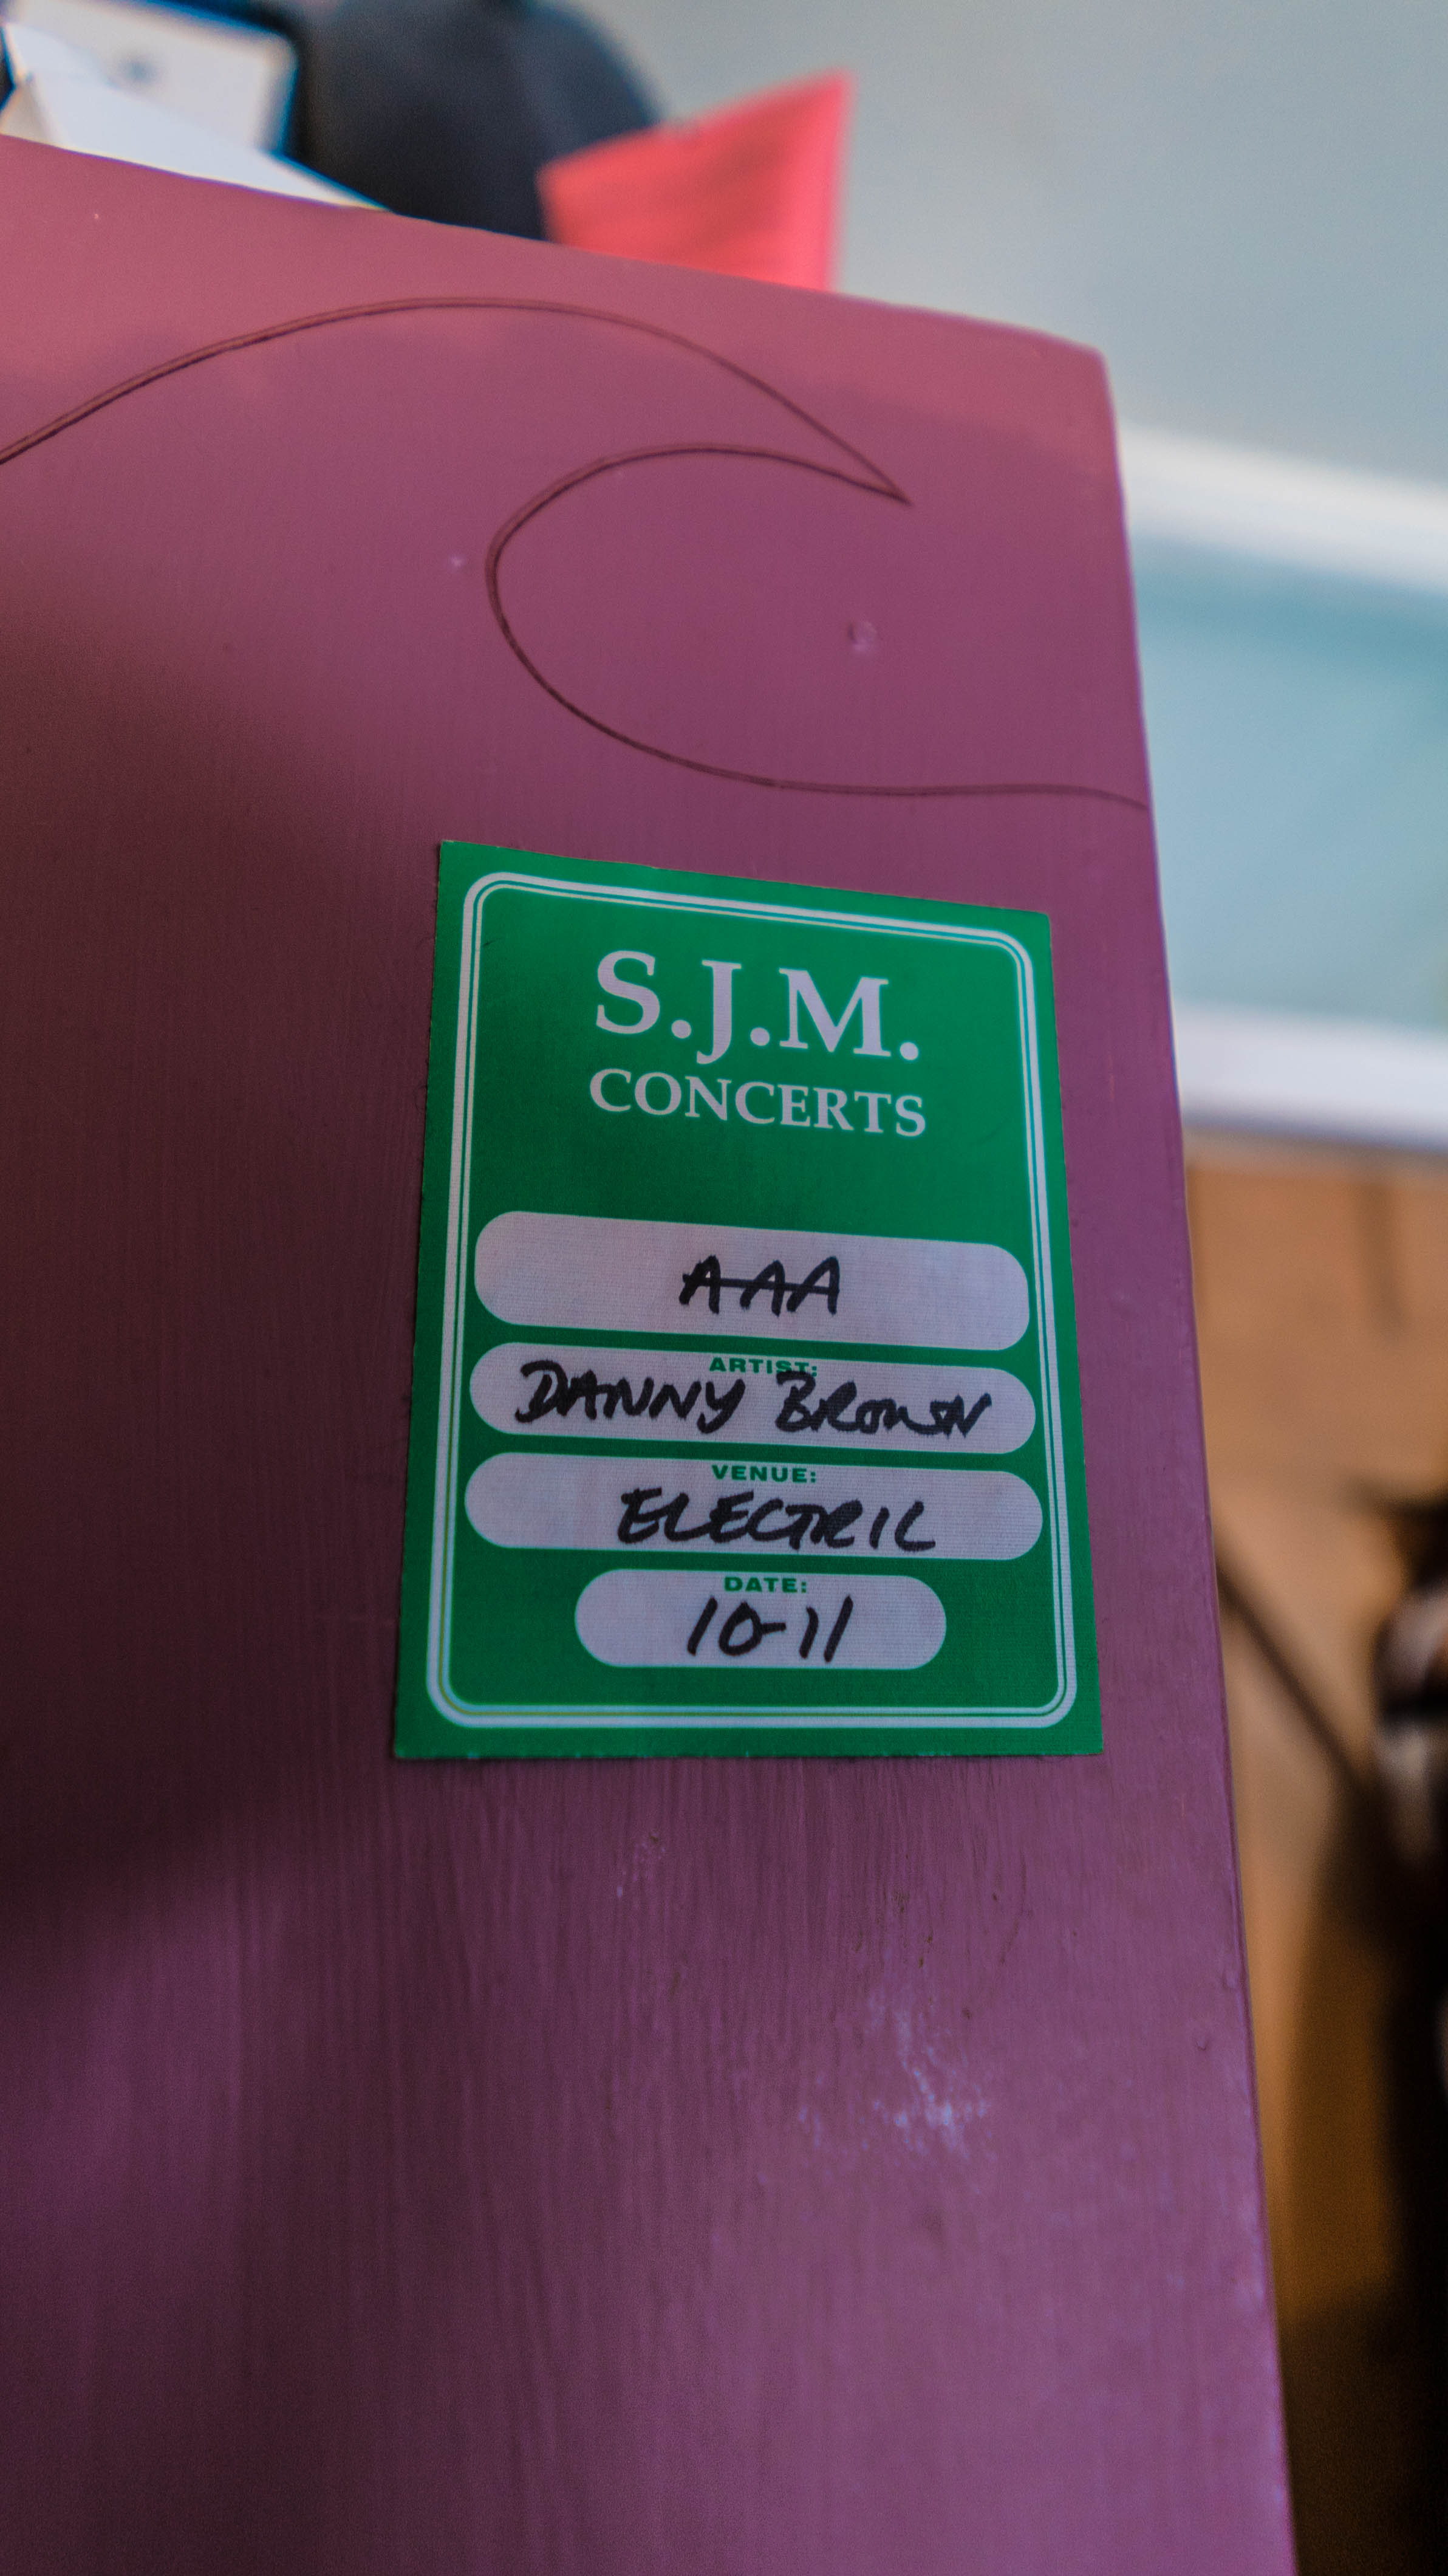 S.J.M.
CONCERTS
AAA
ARTIST:
DANNY BROWN
VENUE:
ELECTRIC
DATE:
10-11